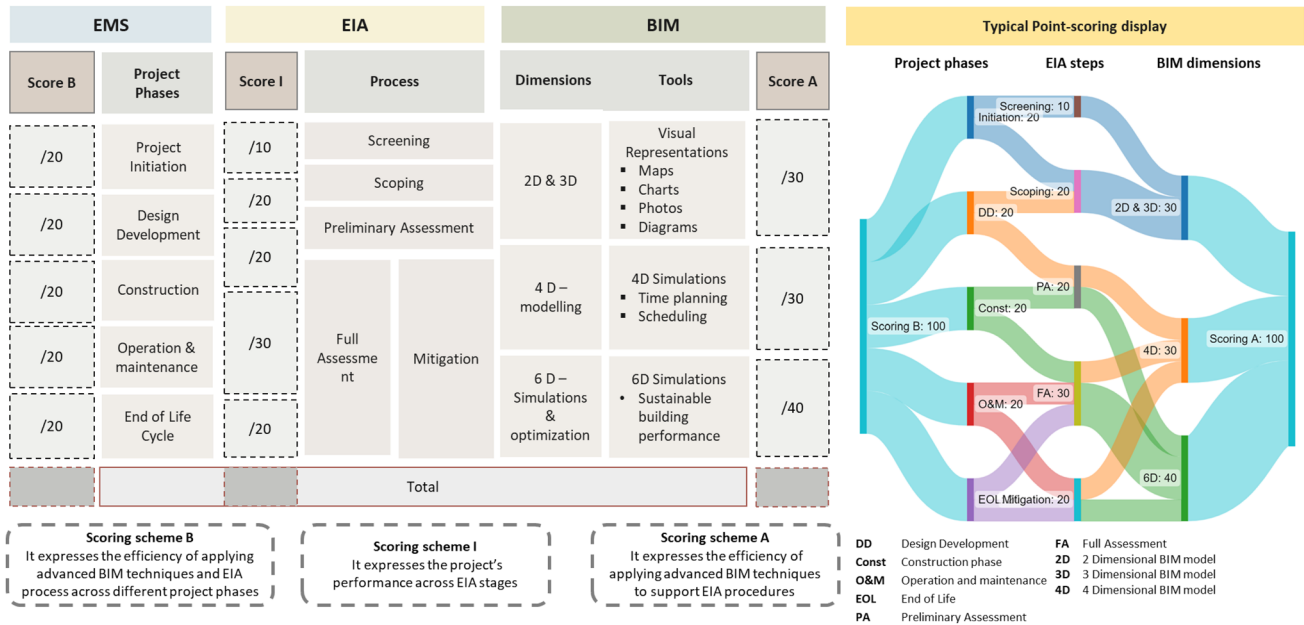 EMS
EIA
BIM
Score B
Project
Phases
Score I
Process
Dimensions
Tools
Score A
/20
/20
/20
/20
/20
Project
Initiation
Design
Development
Construction
Operation &
maintenance
End of Life
Cycle
/10
/20
/20
/30
/20
Screening
Scoping
Preliminary Assessment
Full
Assessme
nt
Mitigation
2D & 3D
4 D –
modelling
6 D –
Simulations
&
optimization
Visual
Representations
▪ Maps
▪ Charts
▪ Photos
▪ Diagrams
4D Simulations
▪ Time planning
▪ Scheduling
6D Simulations
• Sustainable
building
performance
/30
/30
/40
Total
Scoring scheme B
It expresses the efficiency of applying
advanced BIM techniques and EIA
process across different project phases
Scoring scheme I
It expresses the project's
performance across EIA stages
Scoring scheme A
It expresses the efficiency of
applying advanced BIM techniques
to support EIA procedures
Typical Point-scoring display
Project phases
EIA steps
BIM dimensions
Screening: 10
Initiation: 20
Scoping: 20
2D & 3D: 30
DD: 20
PA: 20
Const: 20
Scoring B: 100
4D: 30
Scoring A: 100
FA: 30
O&M: 20
6D: 40
EOL
Mitigation: 20
DD Design Development
Const Construction phase
O&M Operation and maintenance
EOL End of Life
PA Preliminary Assessment
FA Full Assessment
2D 2 Dimensional BIM model
3D 3 Dimensional BIM model
4D 4 Dimensional BIM model